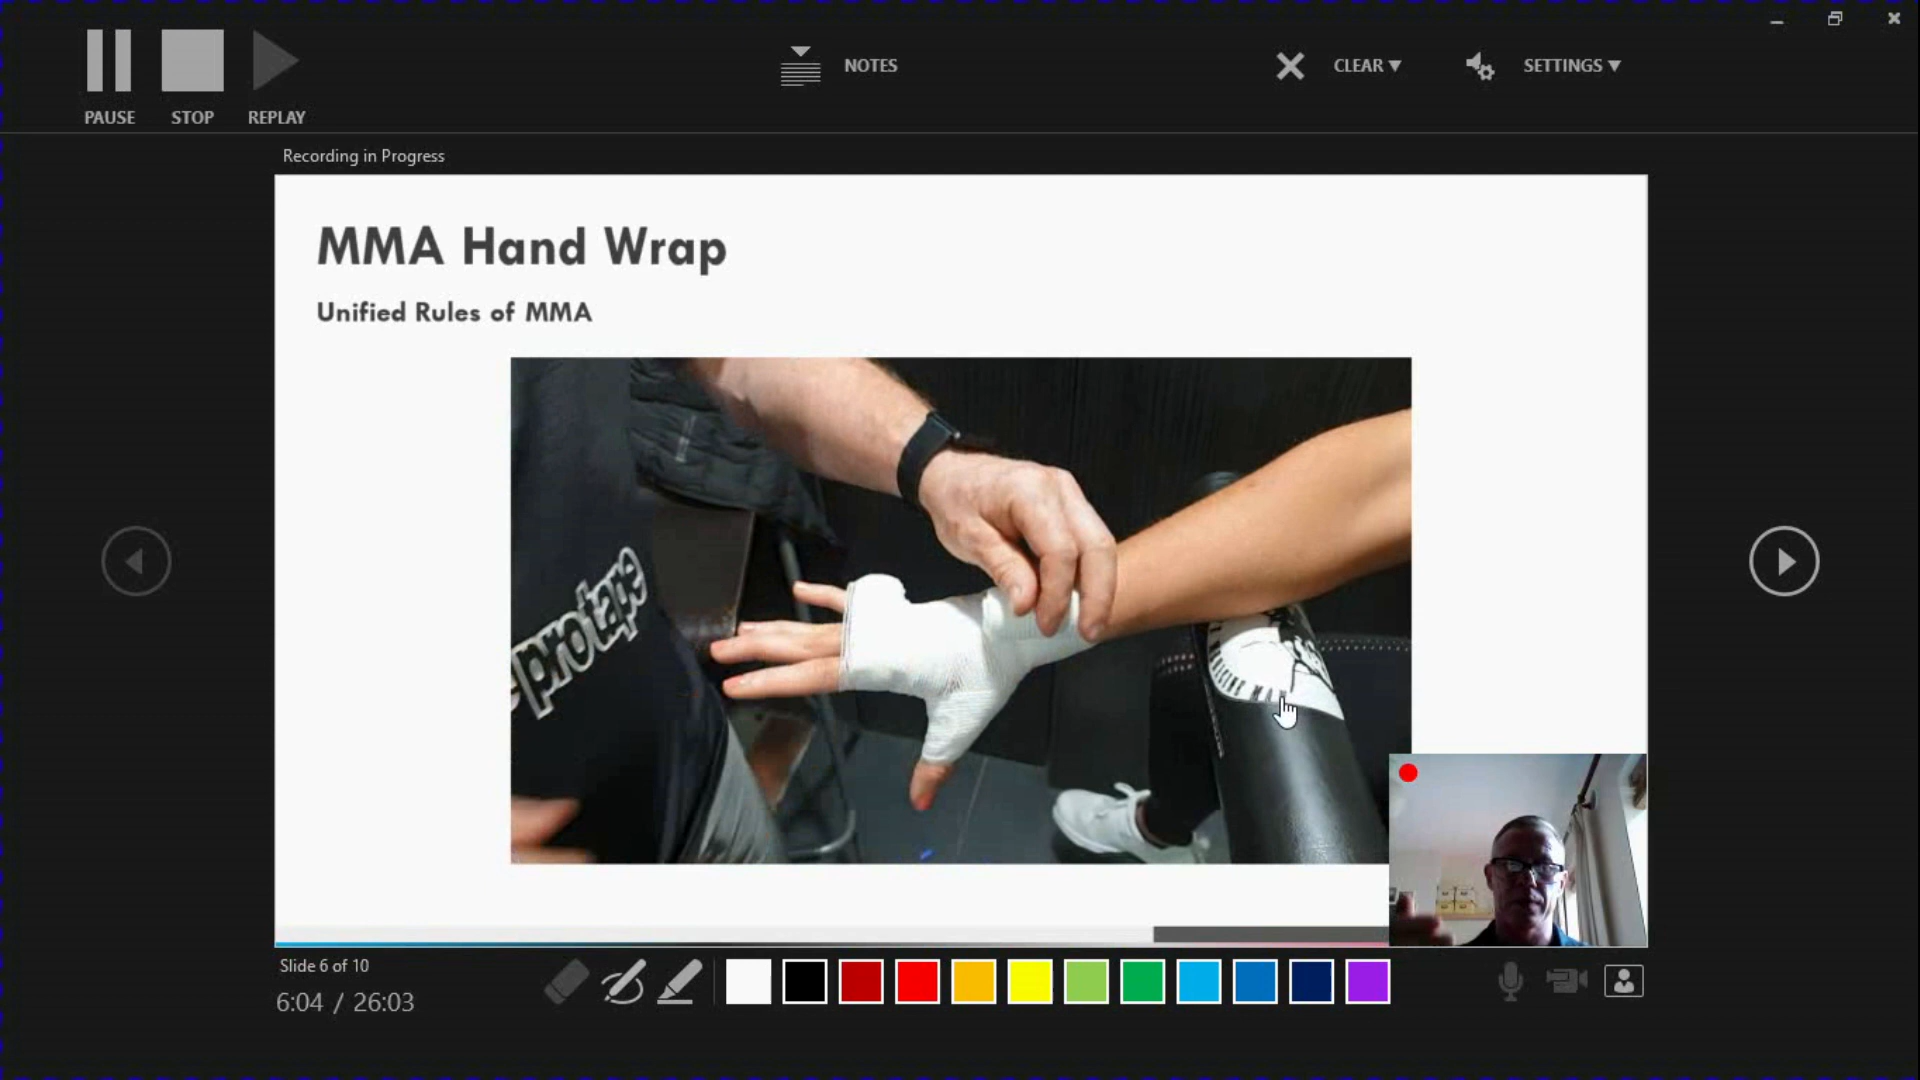 PAUSE
STOP
REPLAY
NOTES
CLEAR
SETTINGS
Recording in Progress
MMA Hand Wrap
Unified Rules of MMA
protape
Slide 6 of 10
6:04 / 26:03